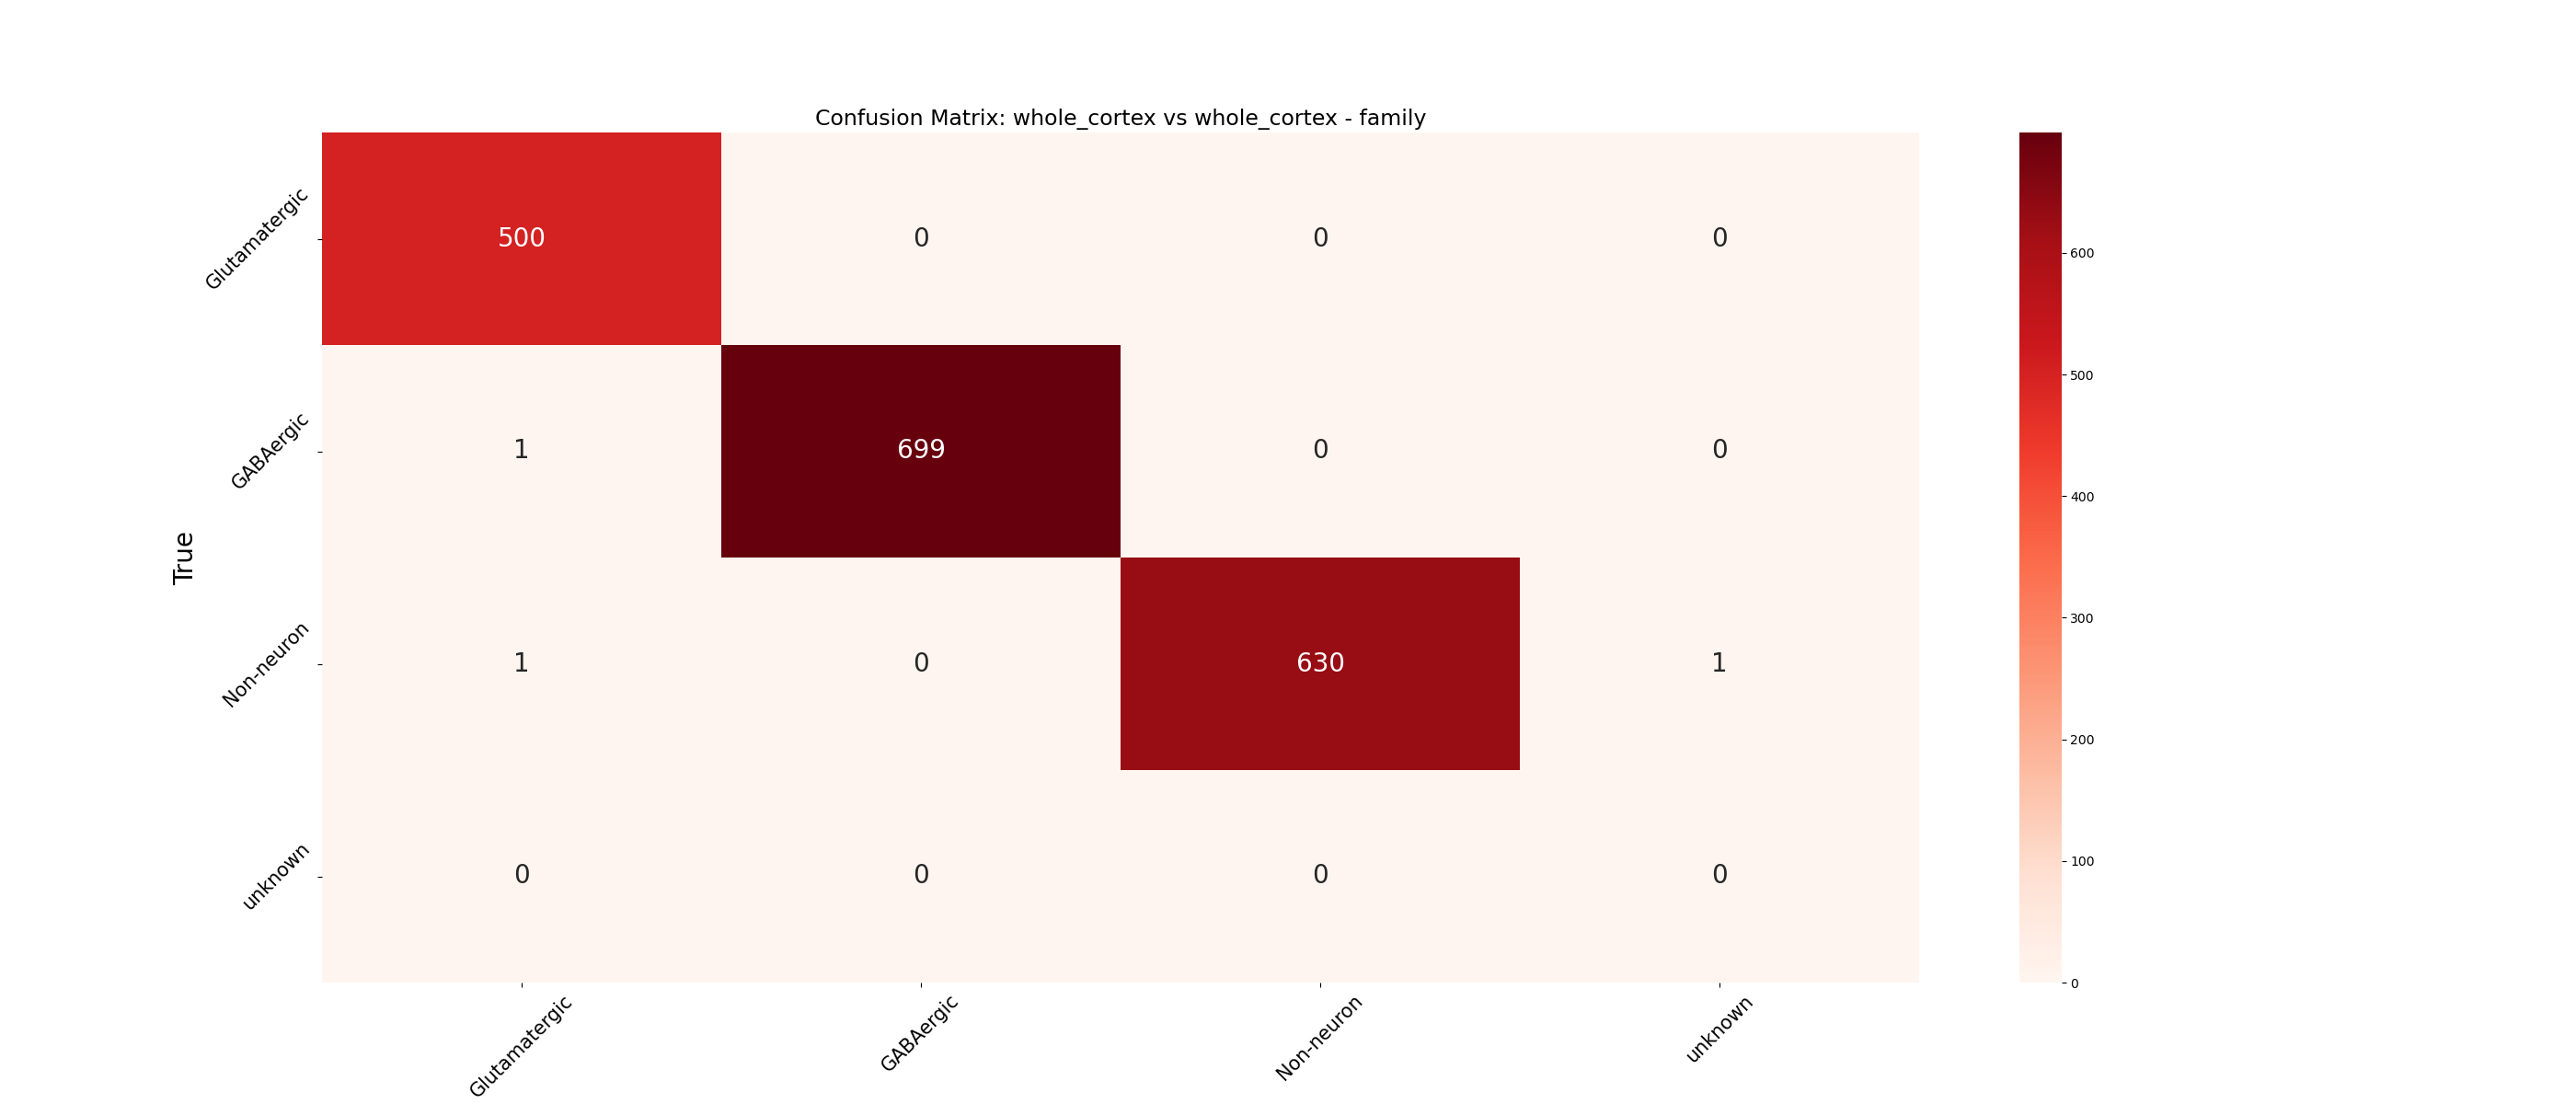 Confusion Matrix: whole_cortex vs whole_cortex - family
Glutamatergic
500 0 0 0
GABAergic
1 699 0 0
Non-neuron
1 0 630 1
unknown
0 0 0 0
True
Glutamatergic GABAergic Non-neuron unknown
600
500
400
300
200
100
0